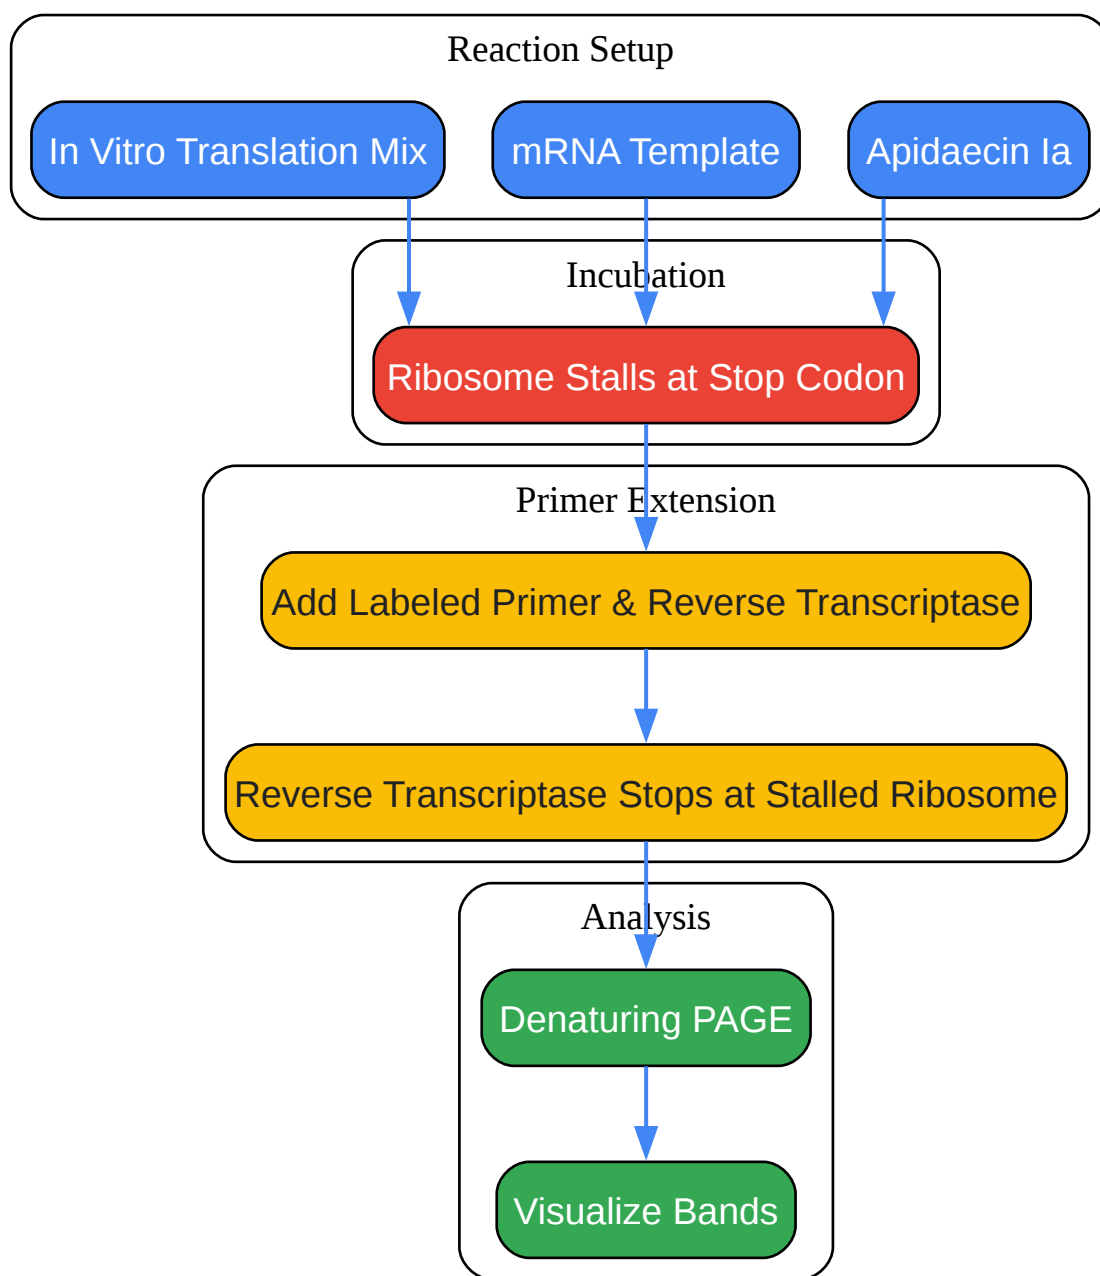 Reaction Setup
In Vitro Translation Mix
mRNA Template
Apidaecin Ia
Incubation
Ribosome Stalls at Stop Codon
Primer Extension
Add Labeled Primer & Reverse Transcriptase
Reverse Transcriptase Stops at Stalled Ribosome
Analysis
Denaturing PAGE
Visualize Bands